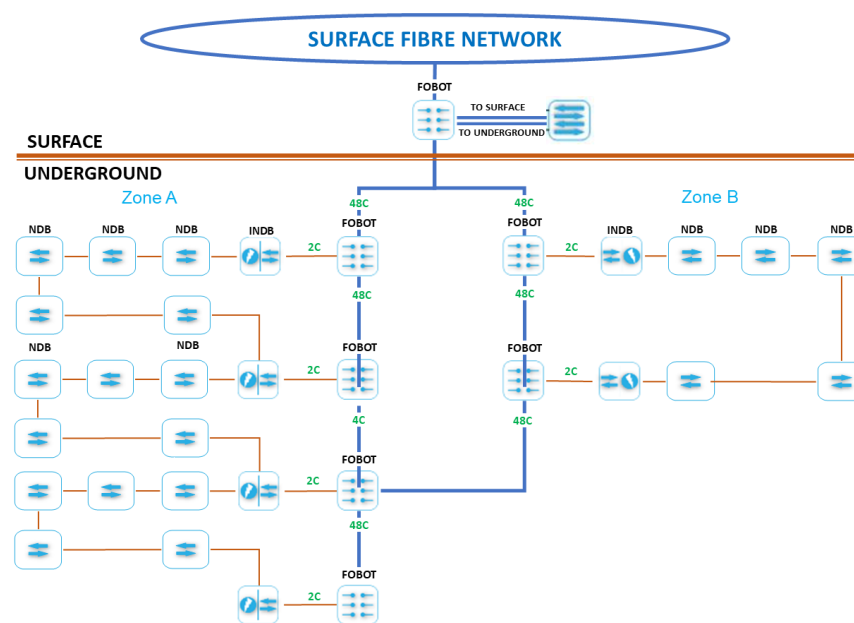 SURFACE FIBRE NETWORK
FOBOT
TO SURFACE
TO UNDERGROUND
SURFACE
UNDERGROUND
Zone A
Zone B
48C
48C
FOBOT
FOBOT
NDB
NDB
NDB
INDB
2C
2C
INDB
NDB
NDB
NDB
48C
48C
NDB
NDB
FOBOT
FOBOT
2C
2C
4C
48C
FOBOT
2C
48C
FOBOT
2C